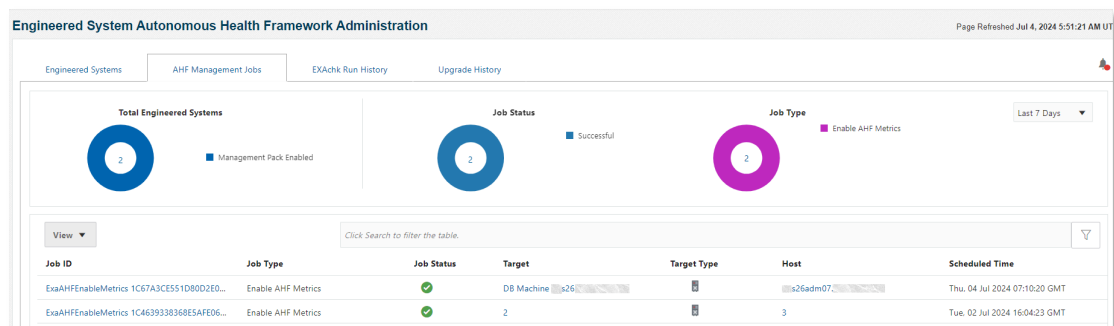 Engineered System Autonomous Health Framework Administration
Page Refreshed Jul 4, 2024 5:51:21 AM UT
Engineered Systems AHF Management Jobs EXAchk Run History Upgrade History
Total Engineered Systems
2
Management Pack Enabled
Job Status
2
Successful
Job Type
2
Enable AHF Metrics
Last 7 Days
View
Click Search to filter the table.
Job ID Job Type Job Status Target Target Type Host Scheduled Time
ExaAHFEnableMetrics 1C67A3CE551D80D2E0... Enable AHF Metrics DB Machine s26 s26adm07. Thu. 04 Jul 2024 07:10:20 GMT
ExaAHFEnableMetrics 1C4639338368E5AFE06... Enable AHF Metrics 2 3 Tue. 02 Jul 2024 16:04:23 GMT